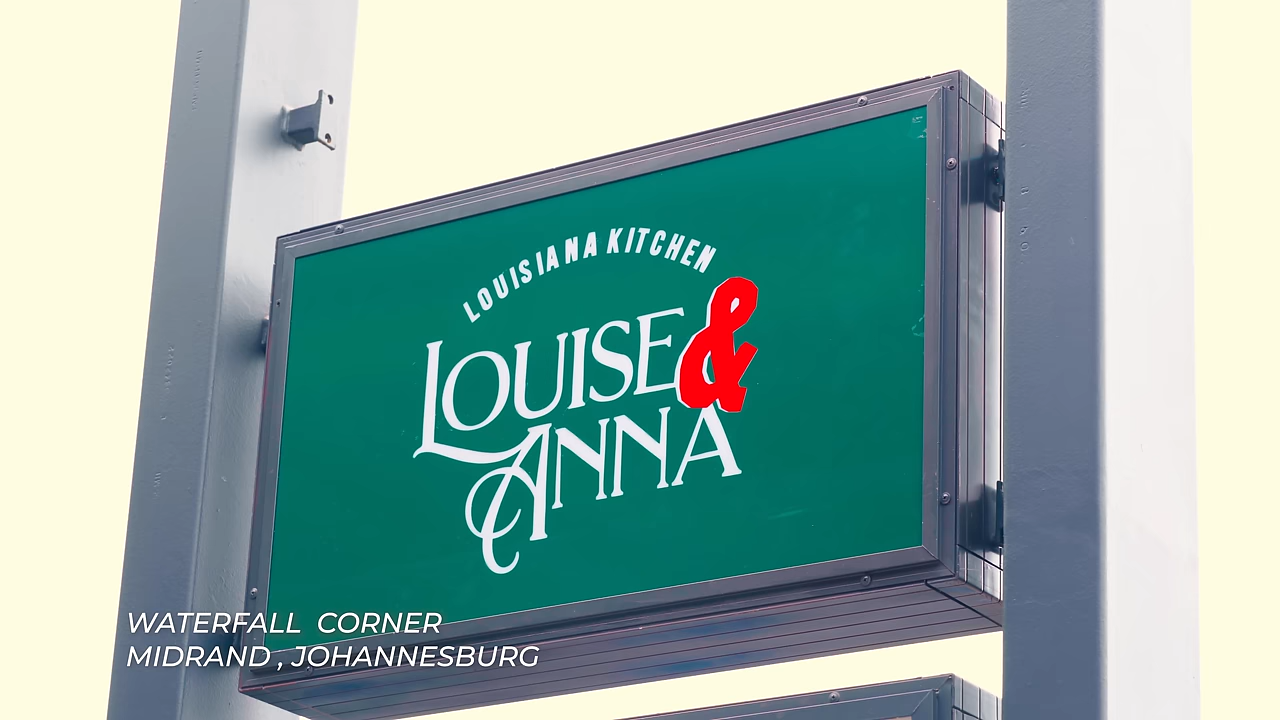 LOUISIANA KITCHEN
LOUISE &
ANNA
WATERFALL CORNER
MIDRAND , JOHANNESBURG